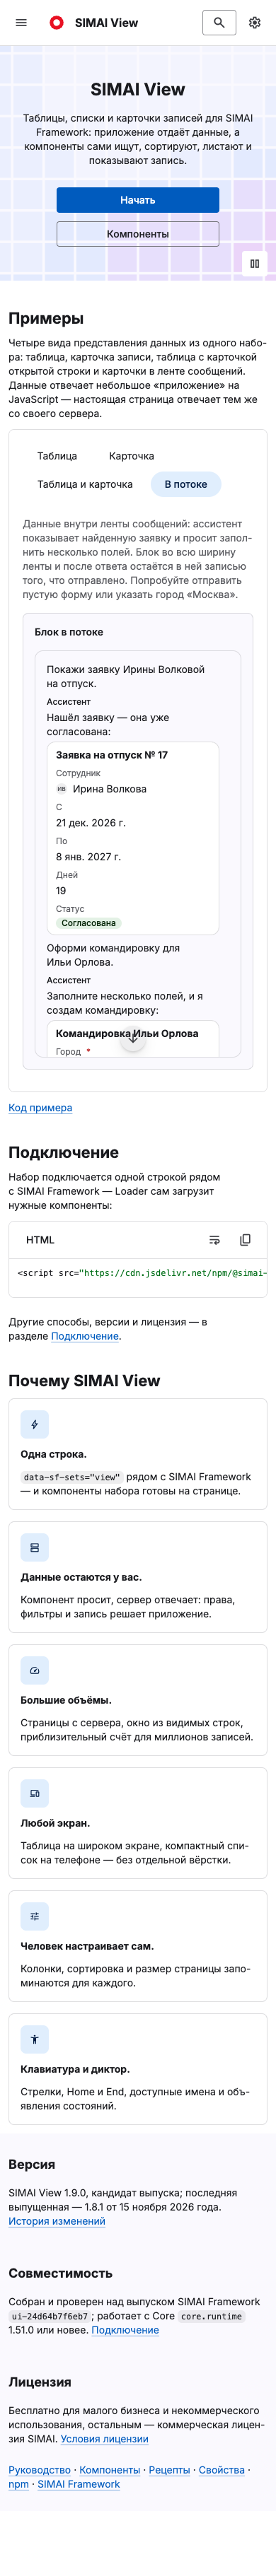 SIMAI View
SIMAI View
Таблицы, списки и карточки записей для SIMAI
Framework: приложение отдаёт данные, а
компоненты сами ищут, сортируют, листают и
показывают запись.
Начать
Компоненты
Примеры
Четыре вида представления данных из одного набо-
ра: таблица, карточка записи, таблица с карточкой
открытой строки и карточки в ленте сообщений.
Данные отвечает небольшое «приложение» на
JavaScript — настоящая страница отвечает тем же
со своего сервера.
Таблица
Карточка
Таблица и карточка
В потоке
Данные внутри ленты сообщений: ассистент
показывает найденную заявку и просит запол-
нить несколько полей. Блок во всю ширину
ленты и после ответа остаётся в ней записью
того, что отправлено. Попробуйте отправить
пустую форму или указать город «Москва».
Блок в потоке
Покажи заявку Ирины Волковой
на отпуск.
Ассистент
Нашёл заявку — она уже
согласована:
Заявка на отпуск № 17
Сотрудник
ИВ Ирина Волкова
С
21 дек. 2026 г.
По
8 янв. 2027 г.
Дней
19
Статус
Согласована
Оформи командировку для
Ильи Орлова.
Ассистент
Заполните несколько полей, и я
создам командировку:
Командировка Ильи Орлова
Город *
Код примера
Подключение
Набор подключается одной строкой рядом
с SIMAI Framework — Loader сам загрузит
нужные компоненты:
HTML
<script src="https://cdn.jsdelivr.net/npm/@simai-
Другие способы, версии и лицензия — в
разделе Подключение.
Почему SIMAI View
Одна строка.
data-sf-sets="view" рядом с SIMAI Framework
— и компоненты набора готовы на странице.
Данные остаются у вас.
Компонент просит, сервер отвечает: права,
фильтры и запись решает приложение.
Большие объёмы.
Страницы с сервера, окно из видимых строк,
приблизительный счёт для миллионов записей.
Любой экран.
Таблица на широком экране, компактный спи-
сок на телефоне — без отдельной вёрстки.
Человек настраивает сам.
Колонки, сортировка и размер страницы запо-
минаются для каждого.
Клавиатура и диктор.
Стрелки, Home и End, доступные имена и объ-
явления состояний.
Версия
SIMAI View 1.9.0, кандидат выпуска; последняя
выпущенная — 1.8.1 от 15 ноября 2026 года.
История изменений
Совместимость
Собран и проверен над выпуском SIMAI Framework
ui-24d64b7f6eb7; работает с Core core.runtime
1.51.0 или новее. Подключение
Лицензия
Бесплатно для малого бизнеса и некоммерческого
использования, остальным — коммерческая лицен-
зия SIMAI. Условия лицензии
Руководство · Компоненты · Рецепты · Свойства ·
npm · SIMAI Framework